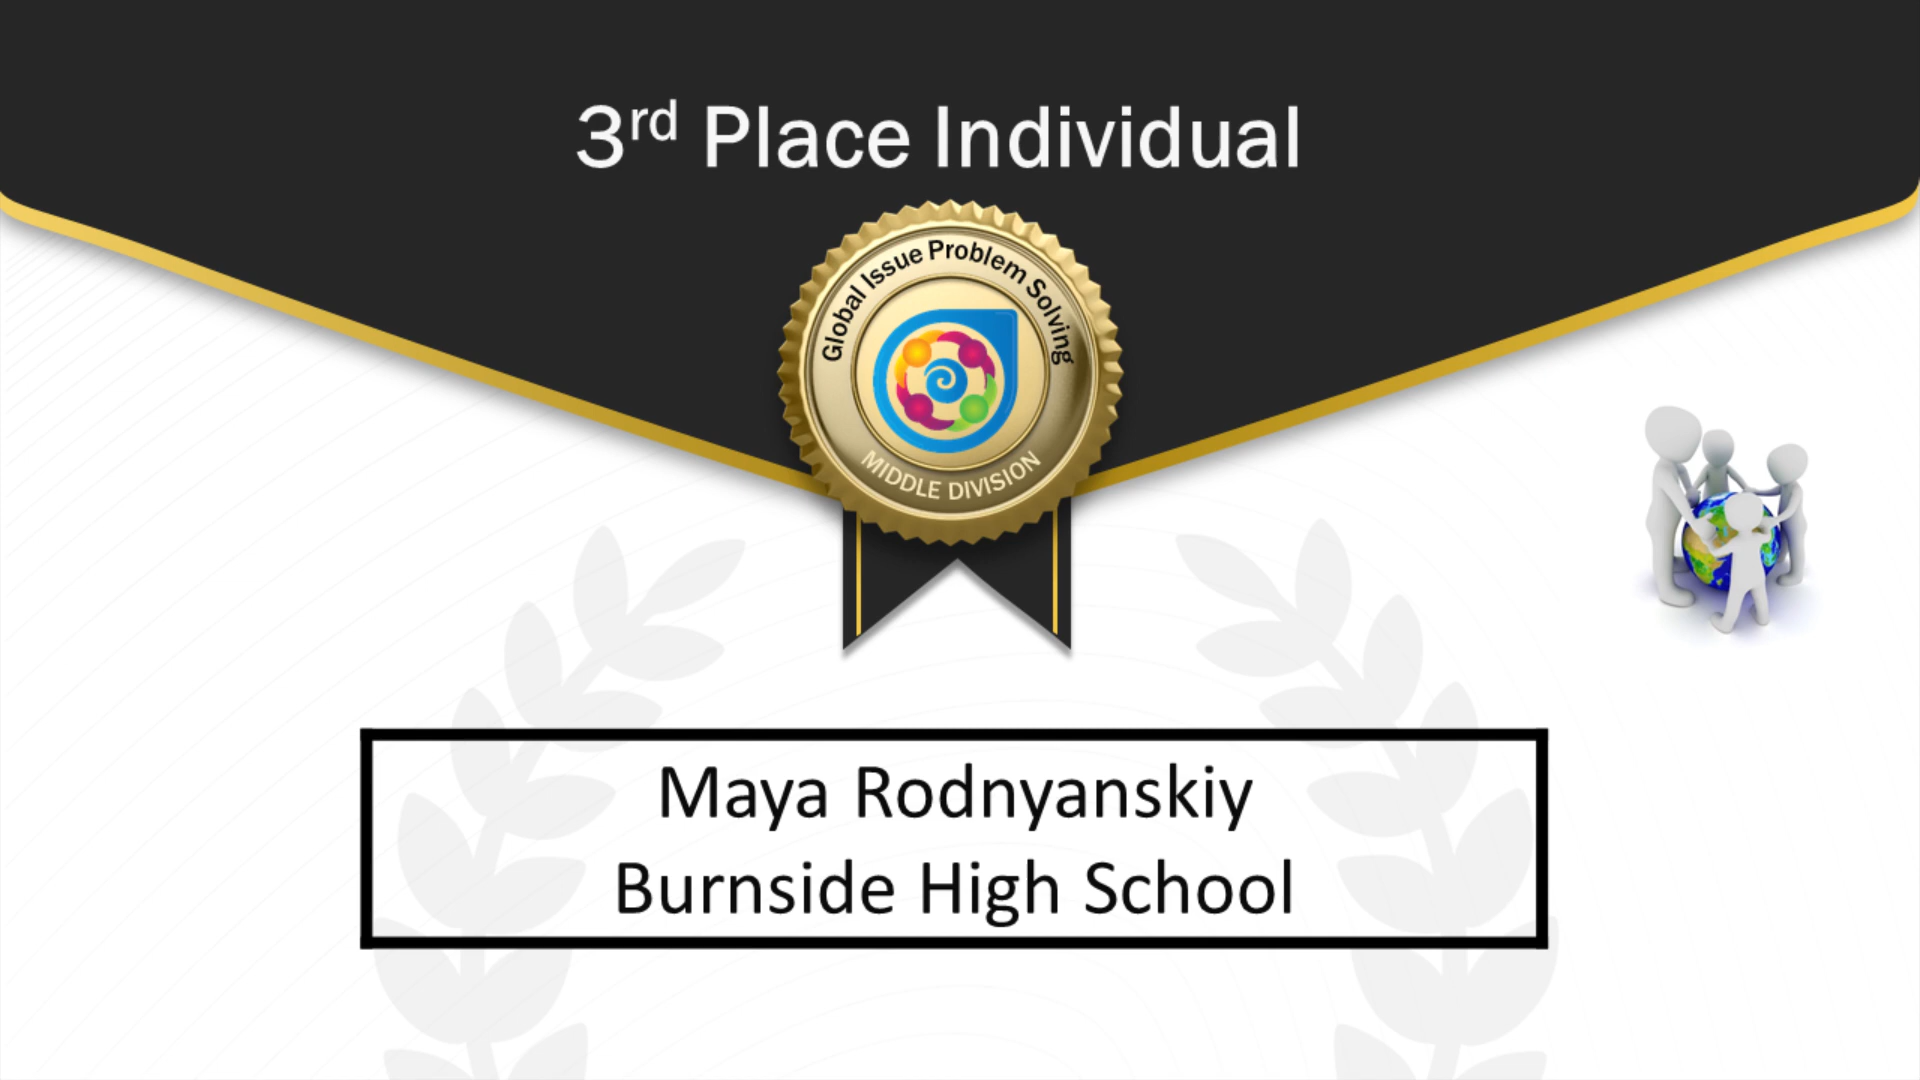 3rd Place Individual
Global Issue Problem Solving
MIDDLE DIVISION
Maya Rodnyanskiy
Burnside High School